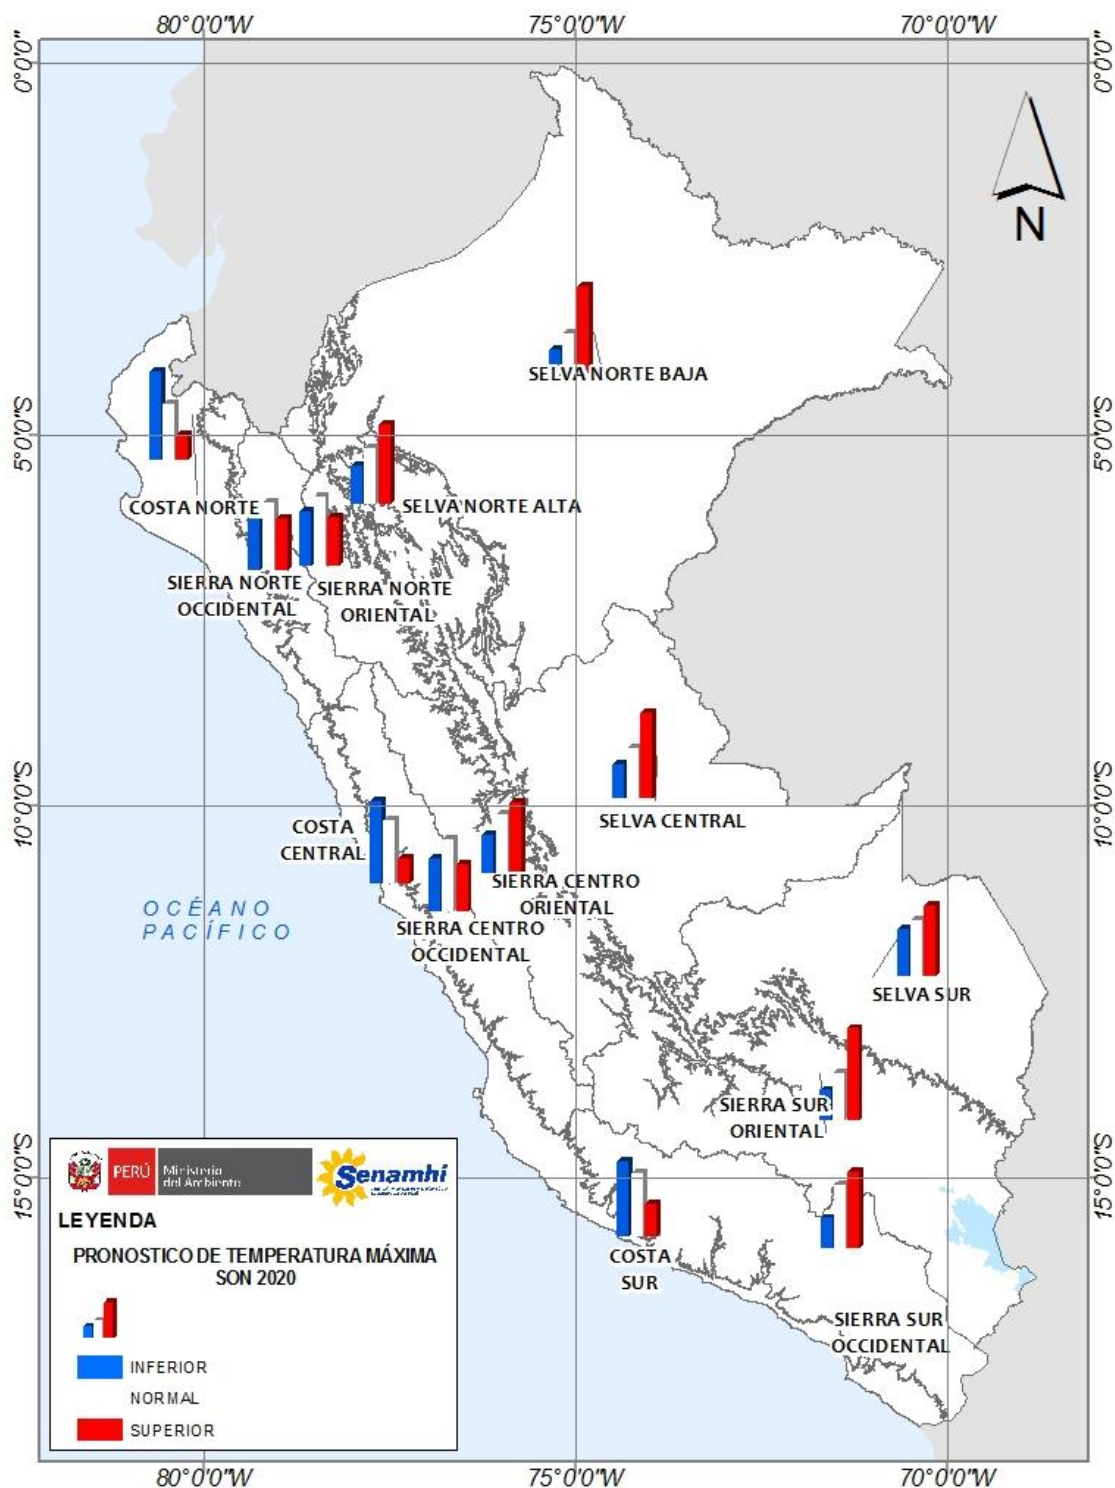 80°0'0"W
75°0'0"W
70°0'0"W
0°0'0"
0°0'0"
N
SELVA NORTE BAJA
5°0'0"S
5°0'0"S
COSTA NORTE
SELVA NORTE ALTA
SIERRA NORTE
OCCIDENTAL
SIERRA NORTE
ORIENTAL
10°0'0"S
10°0'0"S
SELVA CENTRAL
COSTA
CENTRAL
SIERRA CENTRO
ORIENTAL
OCÉANO
PACÍFICO
SIERRA CENTRO
OCCIDENTAL
SELVA SUR
SIERRA SUR
ORIENTAL
15°0'0"S
15°0'0"S
COSTA
SUR
SIERRA SUR
OCCIDENTAL
PERÚ
Ministerio
del Ambiente
Senamhi
LEYENDA
PRONOSTICO DE TEMPERATURA MÁXIMA
SON 2020
INFERIOR
NORMAL
SUPERIOR
80°0'0"W
75°0'0"W
70°0'0"W